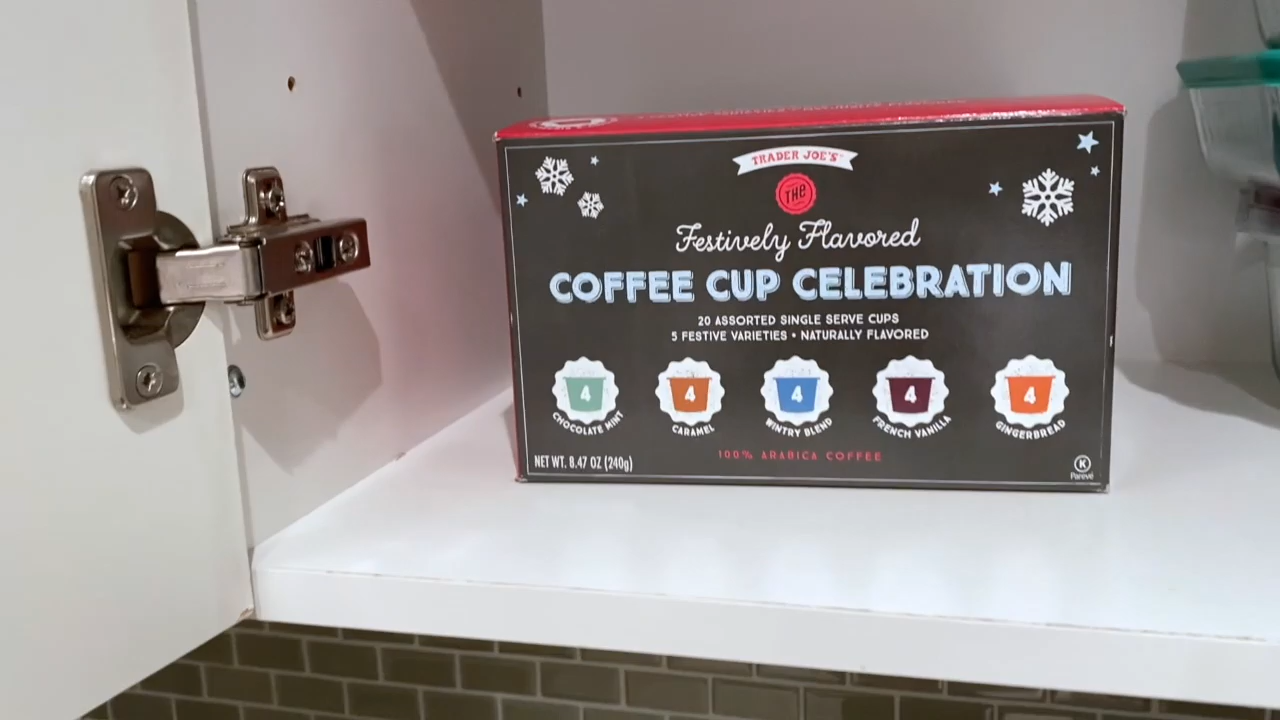 TRADER JOE'S
THE
Festively Flavored
COFFEE CUP CELEBRATION
20 ASSORTED SINGLE SERVE CUPS
5 FESTIVE VARIETIES • NATURALLY FLAVORED
4 4 4 4 4
CHOCOLATE MINT CARAMEL WINTRY BLEND FRENCH VANILLA GINGERBREAD
100% ARABICA COFFEE
NET WT. 8.47 OZ (240g)
K
Pareve